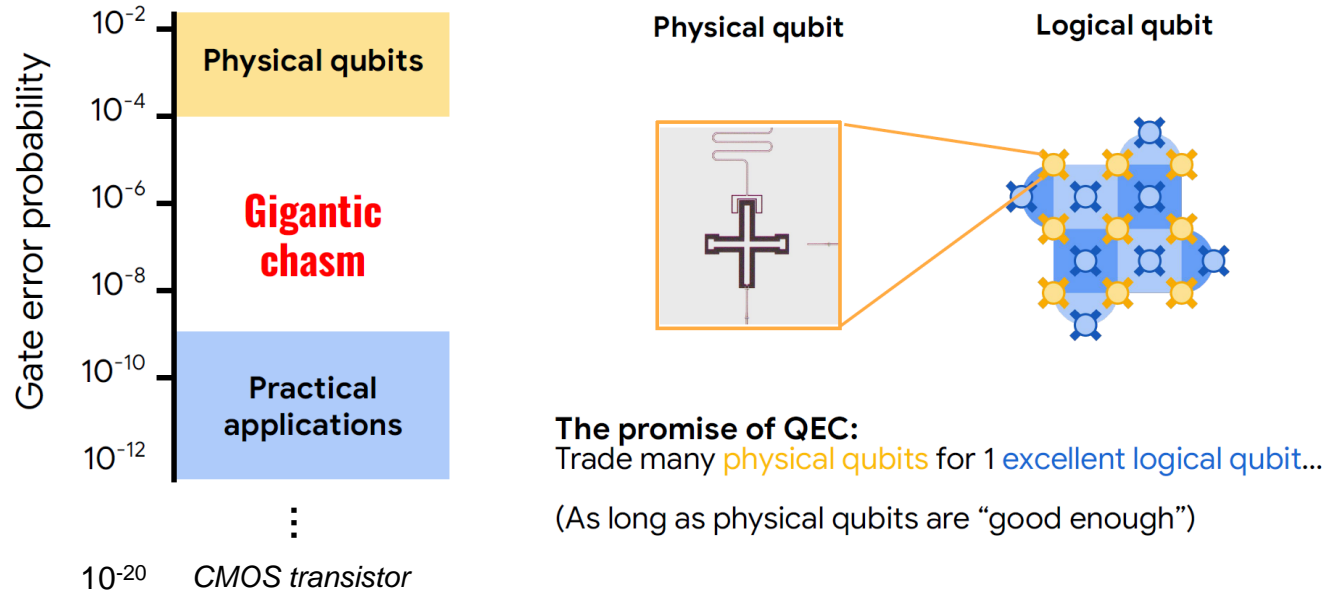 Gate error probability
10⁻²
10⁻⁴
10⁻⁶
10⁻⁸
10⁻¹⁰
10⁻¹²
10⁻²⁰
Physical qubits
Gigantic
chasm
Practical
applications
⋮
CMOS transistor
Physical qubit
Logical qubit
The promise of QEC:
Trade many physical qubits for 1 excellent logical qubit...
(As long as physical qubits are “good enough”)